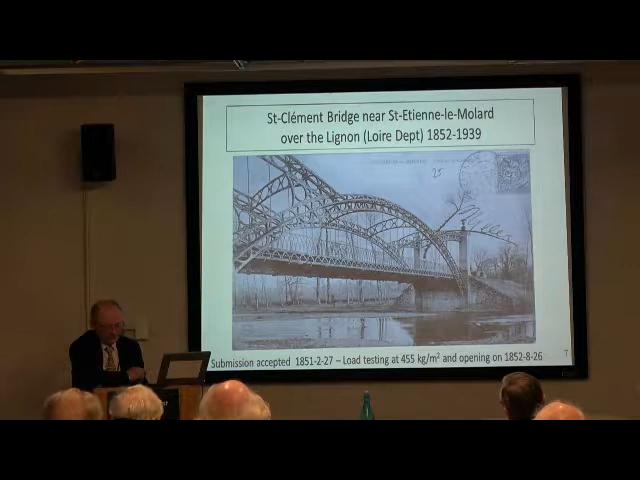 St-Clément Bridge near St-Etienne-le-Molard
over the Lignon (Loire Dept) 1852-1939
25
Submission accepted 1851-2-27 – Load testing at 455 kg/m² and opening on 1852-8-26
T